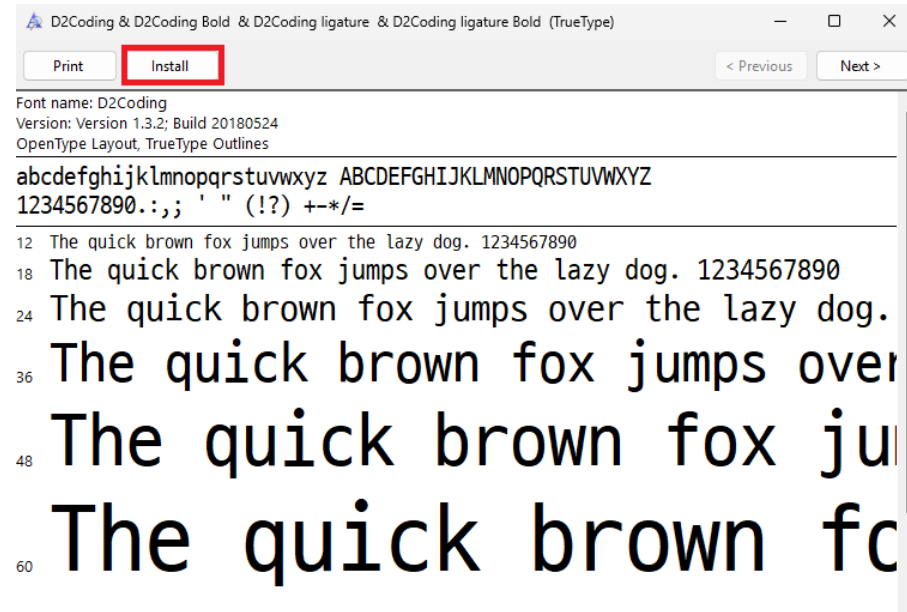 D2Coding & D2Coding Bold & D2Coding ligature & D2Coding ligature Bold (TrueType)
Print Install < Previous Next >
Font name: D2Coding
Version: Version 1.3.2; Build 20180524
OpenType Layout, TrueType Outlines
abcdefghijklmnopqrstuvwxyz ABCDEFGHIJKLMNOPQRSTUVWXYZ
1234567890.:,; ' " (!?) +-*/=
12 The quick brown fox jumps over the lazy dog. 1234567890
18 The quick brown fox jumps over the lazy dog. 1234567890
24 The quick brown fox jumps over the lazy dog.
36 The quick brown fox jumps over
48 The quick brown fox ju
60 The quick brown fo